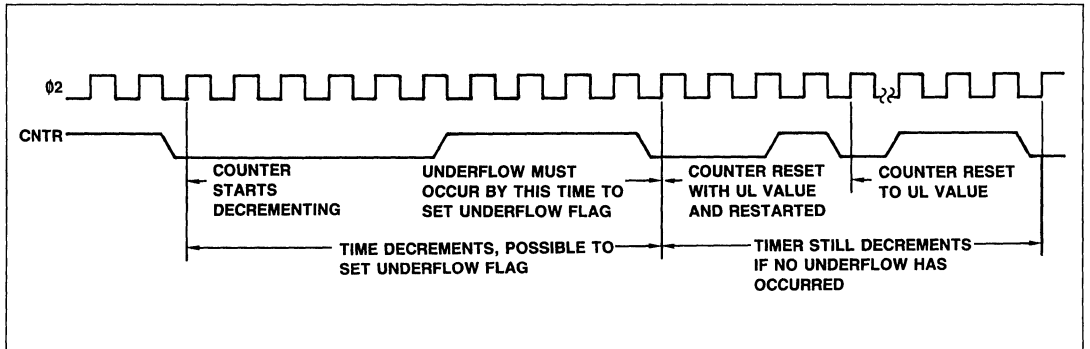 ϕ2
CNTR
COUNTER
STARTS
DECREMENTING
UNDERFLOW MUST
OCCUR BY THIS TIME TO
SET UNDERFLOW FLAG
COUNTER RESET
WITH UL VALUE
AND RESTARTED
COUNTER RESET
TO UL VALUE
TIME DECREMENTS, POSSIBLE TO
SET UNDERFLOW FLAG
TIMER STILL DECREMENTS
IF NO UNDERFLOW HAS
OCCURRED